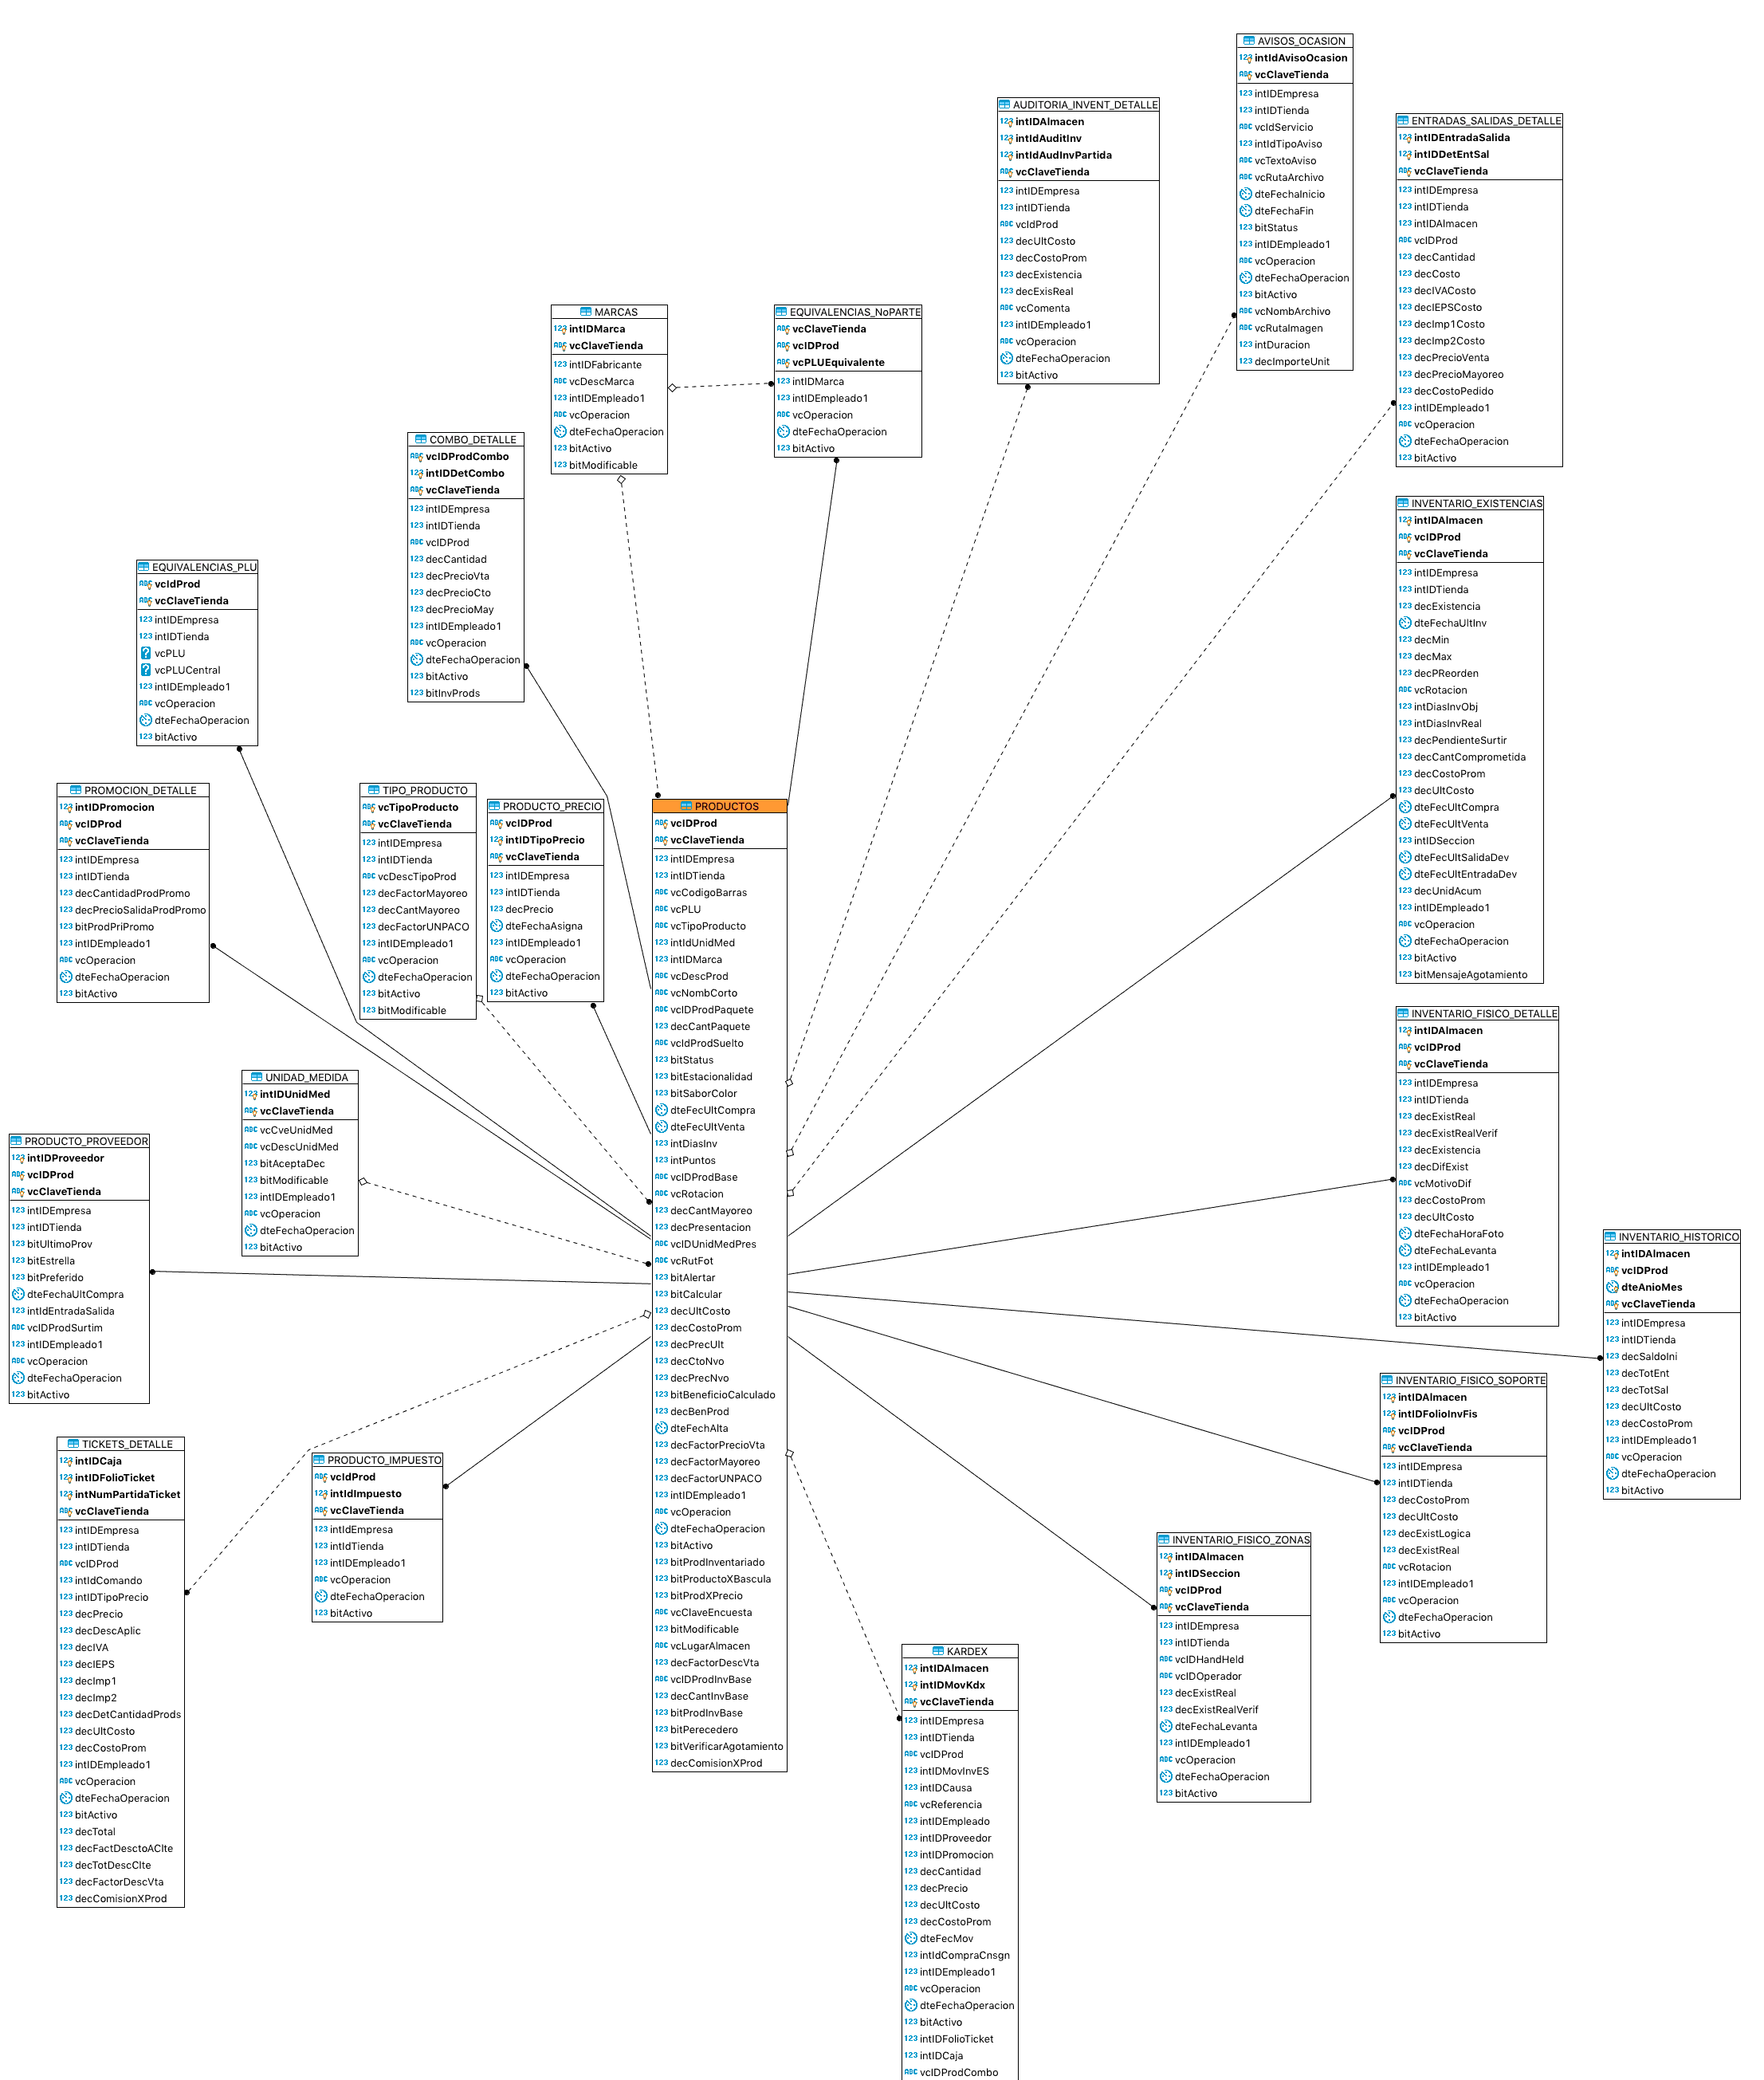 AVISOS_OCASION
intIdAvisoOcasion
vcClaveTienda
intIDEmpresa
intIDTienda
vcIdServicio
intIdTipoAviso
vcTextoAviso
vcRutaArchivo
dteFechaInicio
dteFechaFin
bitStatus
intIDEmpleado1
vcOperacion
dteFechaOperacion
bitActivo
vcNombArchivo
vcRutaImagen
intDuracion
decImporteUnit
AUDITORIA_INVENT_DETALLE
intIDAlmacen
intIdAuditInv
intIdAudInvPartida
vcClaveTienda
intIDEmpresa
intIDTienda
vcIdProd
decUltCosto
decCostoProm
decExistencia
decExisReal
vcComenta
intIDEmpleado1
vcOperacion
dteFechaOperacion
bitActivo
ENTRADAS_SALIDAS_DETALLE
intIDEntradaSalida
intIDDetEntSal
vcClaveTienda
intIDEmpresa
intIDTienda
intIDAlmacen
vcIDProd
decCantidad
decCosto
decIVACosto
decIEPSCosto
decImp1Costo
decImp2Costo
decPrecioVenta
decPrecioMayoreo
decCostoPedido
intIDEmpleado1
vcOperacion
dteFechaOperacion
bitActivo
MARCAS
intIDMarca
vcClaveTienda
intIDFabricante
vcDescMarca
intIDEmpleado1
vcOperacion
dteFechaOperacion
bitActivo
bitModificable
EQUIVALENCIAS_NoPARTE
vcClaveTienda
vcIDProd
vcPLUEquivalente
intIDMarca
intIDEmpleado1
vcOperacion
dteFechaOperacion
bitActivo
COMBO_DETALLE
vcIDProdCombo
intIDDetCombo
vcClaveTienda
intIDEmpresa
intIDTienda
vcIDProd
decCantidad
decPrecioVta
decPrecioCto
decPrecioMay
intIDEmpleado1
vcOperacion
dteFechaOperacion
bitActivo
bitInvProds
INVENTARIO_EXISTENCIAS
intIDAlmacen
vcIDProd
vcClaveTienda
intIDEmpresa
intIDTienda
decExistencia
dteFechaUltInv
decMin
decMax
decPReorden
vcRotacion
intDiasInvObj
intDiasInvReal
decPendienteSurtir
decCantComprometida
decCostoProm
decUltCosto
dteFecUltCompra
dteFecUltVenta
intIDSeccion
dteFecUltSalidaDev
dteFecUltEntradaDev
decUnidAcum
intIDEmpleado1
vcOperacion
dteFechaOperacion
bitActivo
bitMensajeAgotamiento
EQUIVALENCIAS_PLU
vcIdProd
vcClaveTienda
intIDEmpresa
intIDTienda
vcPLU
vcPLUCentral
intIDEmpleado1
vcOperacion
dteFechaOperacion
bitActivo
PROMOCION_DETALLE
intIDPromocion
vcIDProd
vcClaveTienda
intIDEmpresa
intIDTienda
decCantidadProdPromo
decPrecioSalidaProdPromo
bitProdPriPromo
intIDEmpleado1
vcOperacion
dteFechaOperacion
bitActivo
TIPO_PRODUCTO
vcTipoProducto
vcClaveTienda
intIDEmpresa
intIDTienda
vcDescTipoProd
decFactorMayoreo
decCantMayoreo
decFactorUNPACO
intIDEmpleado1
vcOperacion
dteFechaOperacion
bitActivo
bitModificable
PRODUCTO_PRECIO
vcIDProd
intIDTipoPrecio
vcClaveTienda
intIDEmpresa
intIDTienda
decPrecio
dteFechaAsigna
intIDEmpleado1
vcOperacion
dteFechaOperacion
bitActivo
PRODUCTOS
vcIDProd
vcClaveTienda
intIDEmpresa
intIDTienda
vcCodigoBarras
vcPLU
vcTipoProducto
intIdUnidMed
intIDMarca
vcDescProd
vcNombCorto
vcIDProdPaquete
decCantPaquete
vcIdProdSuelto
bitStatus
bitEstacionalidad
bitSaborColor
dteFecUltCompra
dteFecUltVenta
intDiasInv
intPuntos
vcIDProdBase
vcRotacion
decCantMayoreo
decPresentacion
vcIDUnidMedPres
vcRutFot
bitAlertar
bitCalcular
decUltCosto
decCostoProm
decPrecUlt
decCtoNvo
decPrecNvo
bitBeneficioCalculado
decBenProd
dteFechAlta
decFactorPrecioVta
decFactorMayoreo
decFactorUNPACO
intIDEmpleado1
vcOperacion
dteFechaOperacion
bitActivo
bitProdInventariado
bitProductoXBascula
bitProdXPrecio
vcClaveEncuesta
bitModificable
vcLugarAlmacen
decFactorDescVta
vcIDProdInvBase
decCantInvBase
bitProdInvBase
bitPerecedero
bitVerificarAgotamiento
decComisionXProd
INVENTARIO_FISICO_DETALLE
intIDAlmacen
vcIDProd
vcClaveTienda
intIDEmpresa
intIDTienda
decExistReal
decExistRealVerif
decExistencia
decDifExist
vcMotivoDif
decCostoProm
decUltCosto
dteFechaHoraFoto
dteFechaLevanta
intIDEmpleado1
vcOperacion
dteFechaOperacion
bitActivo
UNIDAD_MEDIDA
intIDUnidMed
vcClaveTienda
vcCveUnidMed
vcDescUnidMed
bitAceptaDec
bitModificable
intIDEmpleado1
vcOperacion
dteFechaOperacion
bitActivo
PRODUCTO_PROVEEDOR
intIDProveedor
vcIDProd
vcClaveTienda
intIDEmpresa
intIDTienda
bitUltimoProv
bitEstrella
bitPreferido
dteFechaUltCompra
intIdEntradaSalida
vcIDProdSurtim
intIDEmpleado1
vcOperacion
dteFechaOperacion
bitActivo
INVENTARIO_HISTORICO
intIDAlmacen
vcIDProd
dteAnioMes
vcClaveTienda
intIDEmpresa
intIDTienda
decSaldoIni
decTotEnt
decTotSal
decUltCosto
decCostoProm
intIDEmpleado1
vcOperacion
dteFechaOperacion
bitActivo
INVENTARIO_FISICO_SOPORTE
intIDAlmacen
intIDFolioInvFis
vcIDProd
vcClaveTienda
intIDEmpresa
intIDTienda
decCostoProm
decUltCosto
decExistLogica
decExistReal
vcRotacion
intIDEmpleado1
vcOperacion
dteFechaOperacion
bitActivo
TICKETS_DETALLE
intIDCaja
intIDFolioTicket
intNumPartidaTicket
vcClaveTienda
intIDEmpresa
intIDTienda
vcIDProd
intIdComando
intIDTipoPrecio
decPrecio
decDescAplic
decIVA
decIEPS
decImp1
decImp2
decDetCantidadProds
decUltCosto
decCostoProm
intIDEmpleado1
vcOperacion
dteFechaOperacion
bitActivo
decTotal
decFactDesctoAClte
decTotDescClte
decFactorDescVta
decComisionXProd
PRODUCTO_IMPUESTO
vcIdProd
intIdImpuesto
vcClaveTienda
intIdEmpresa
intIdTienda
intIDEmpleado1
vcOperacion
dteFechaOperacion
bitActivo
INVENTARIO_FISICO_ZONAS
intIDAlmacen
intIDSeccion
vcIDProd
vcClaveTienda
intIDEmpresa
intIDTienda
vcIDHandHeld
vcIDOperador
decExistReal
decExistRealVerif
dteFechaLevanta
intIDEmpleado1
vcOperacion
dteFechaOperacion
bitActivo
KARDEX
intIDAlmacen
intIDMovKdx
vcClaveTienda
intIDEmpresa
intIDTienda
vcIDProd
intIDMovInvES
intIDCausa
vcReferencia
intIDEmpleado
intIDProveedor
intIDPromocion
decCantidad
decPrecio
decUltCosto
decCostoProm
dteFecMov
intIdCompraCnsgn
intIDEmpleado1
vcOperacion
dteFechaOperacion
bitActivo
intIDFolioTicket
intIDCaja
vcIDProdCombo